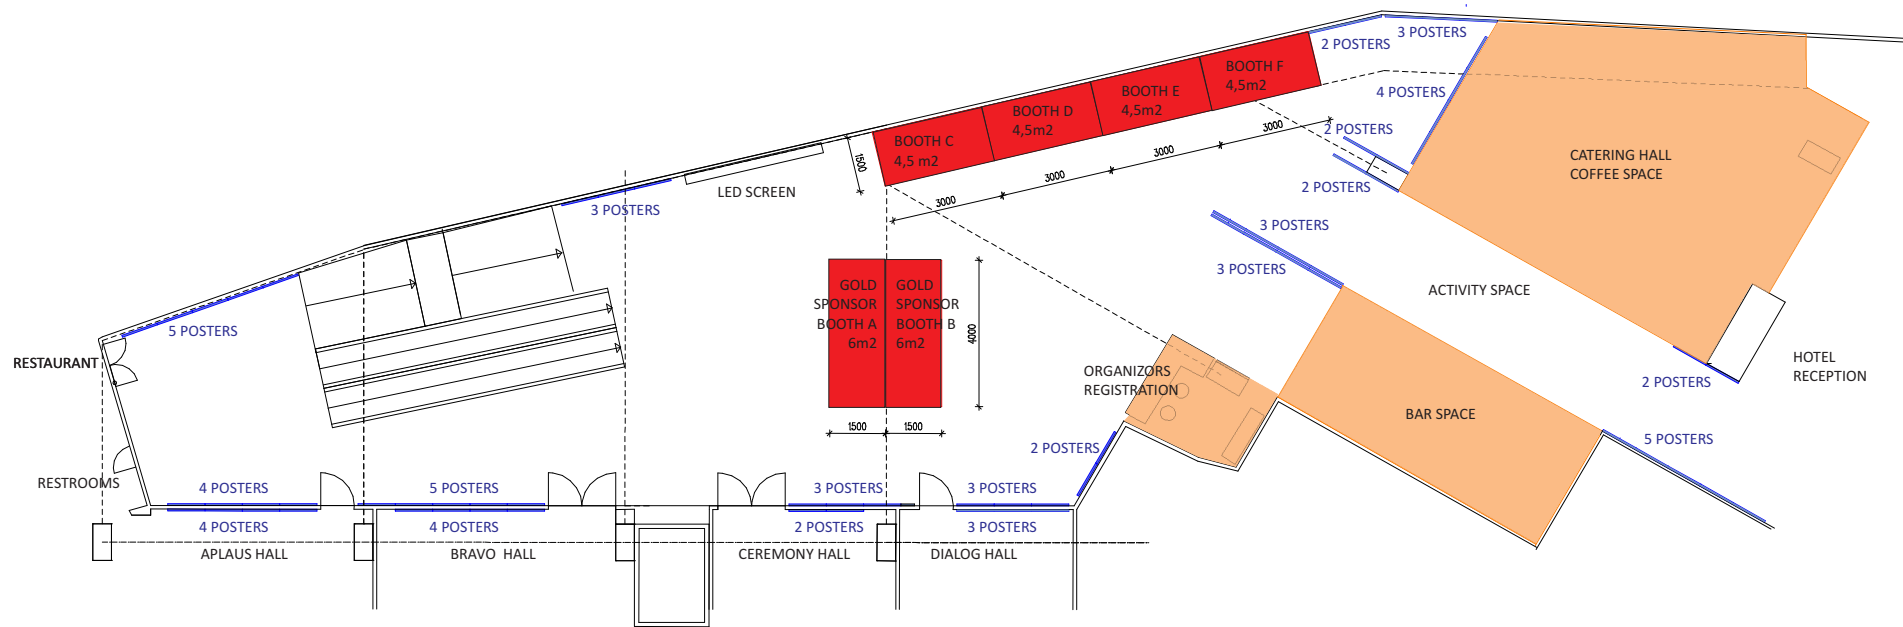 2 POSTERS
3 POSTERS
BOOTH F
4,5m2
BOOTH E
4,5m2
BOOTH D
4,5m2
BOOTH C
4,5 m2
4 POSTERS
2 POSTERS
2 POSTERS
CATERING HALL
COFFEE SPACE
1500
3000
3000
3000
3000
LED SCREEN
3 POSTERS
3 POSTERS
3 POSTERS
ACTIVITY SPACE
5 POSTERS
RESTAURANT
GOLD
SPONSOR
BOOTH A
6m2
GOLD
SPONSOR
BOOTH B
6m2
4000
1500
1500
ORGANIZORS
REGISTRATION
HOTEL
RECEPTION
2 POSTERS
BAR SPACE
5 POSTERS
2 POSTERS
RESTROOMS
4 POSTERS
5 POSTERS
3 POSTERS
3 POSTERS
4 POSTERS
4 POSTERS
2 POSTERS
3 POSTERS
APLAUS HALL
BRAVO HALL
CEREMONY HALL
DIALOG HALL